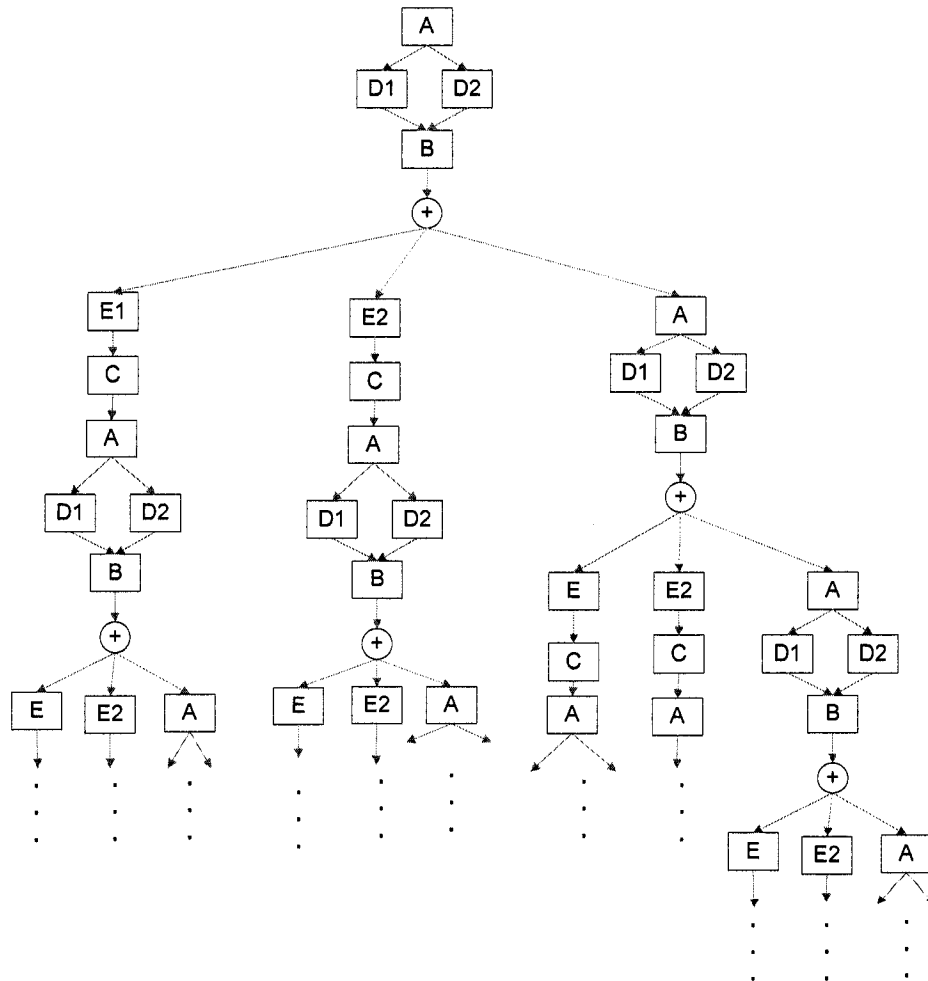 A
D1 D2
B
+
E1 E2 A
C C D1 D2
A A B
D1 D2 D1 D2 +
B B E E2 A
+ + C C D1 D2
E E2 A E E2 A A A B
+
E E2 A